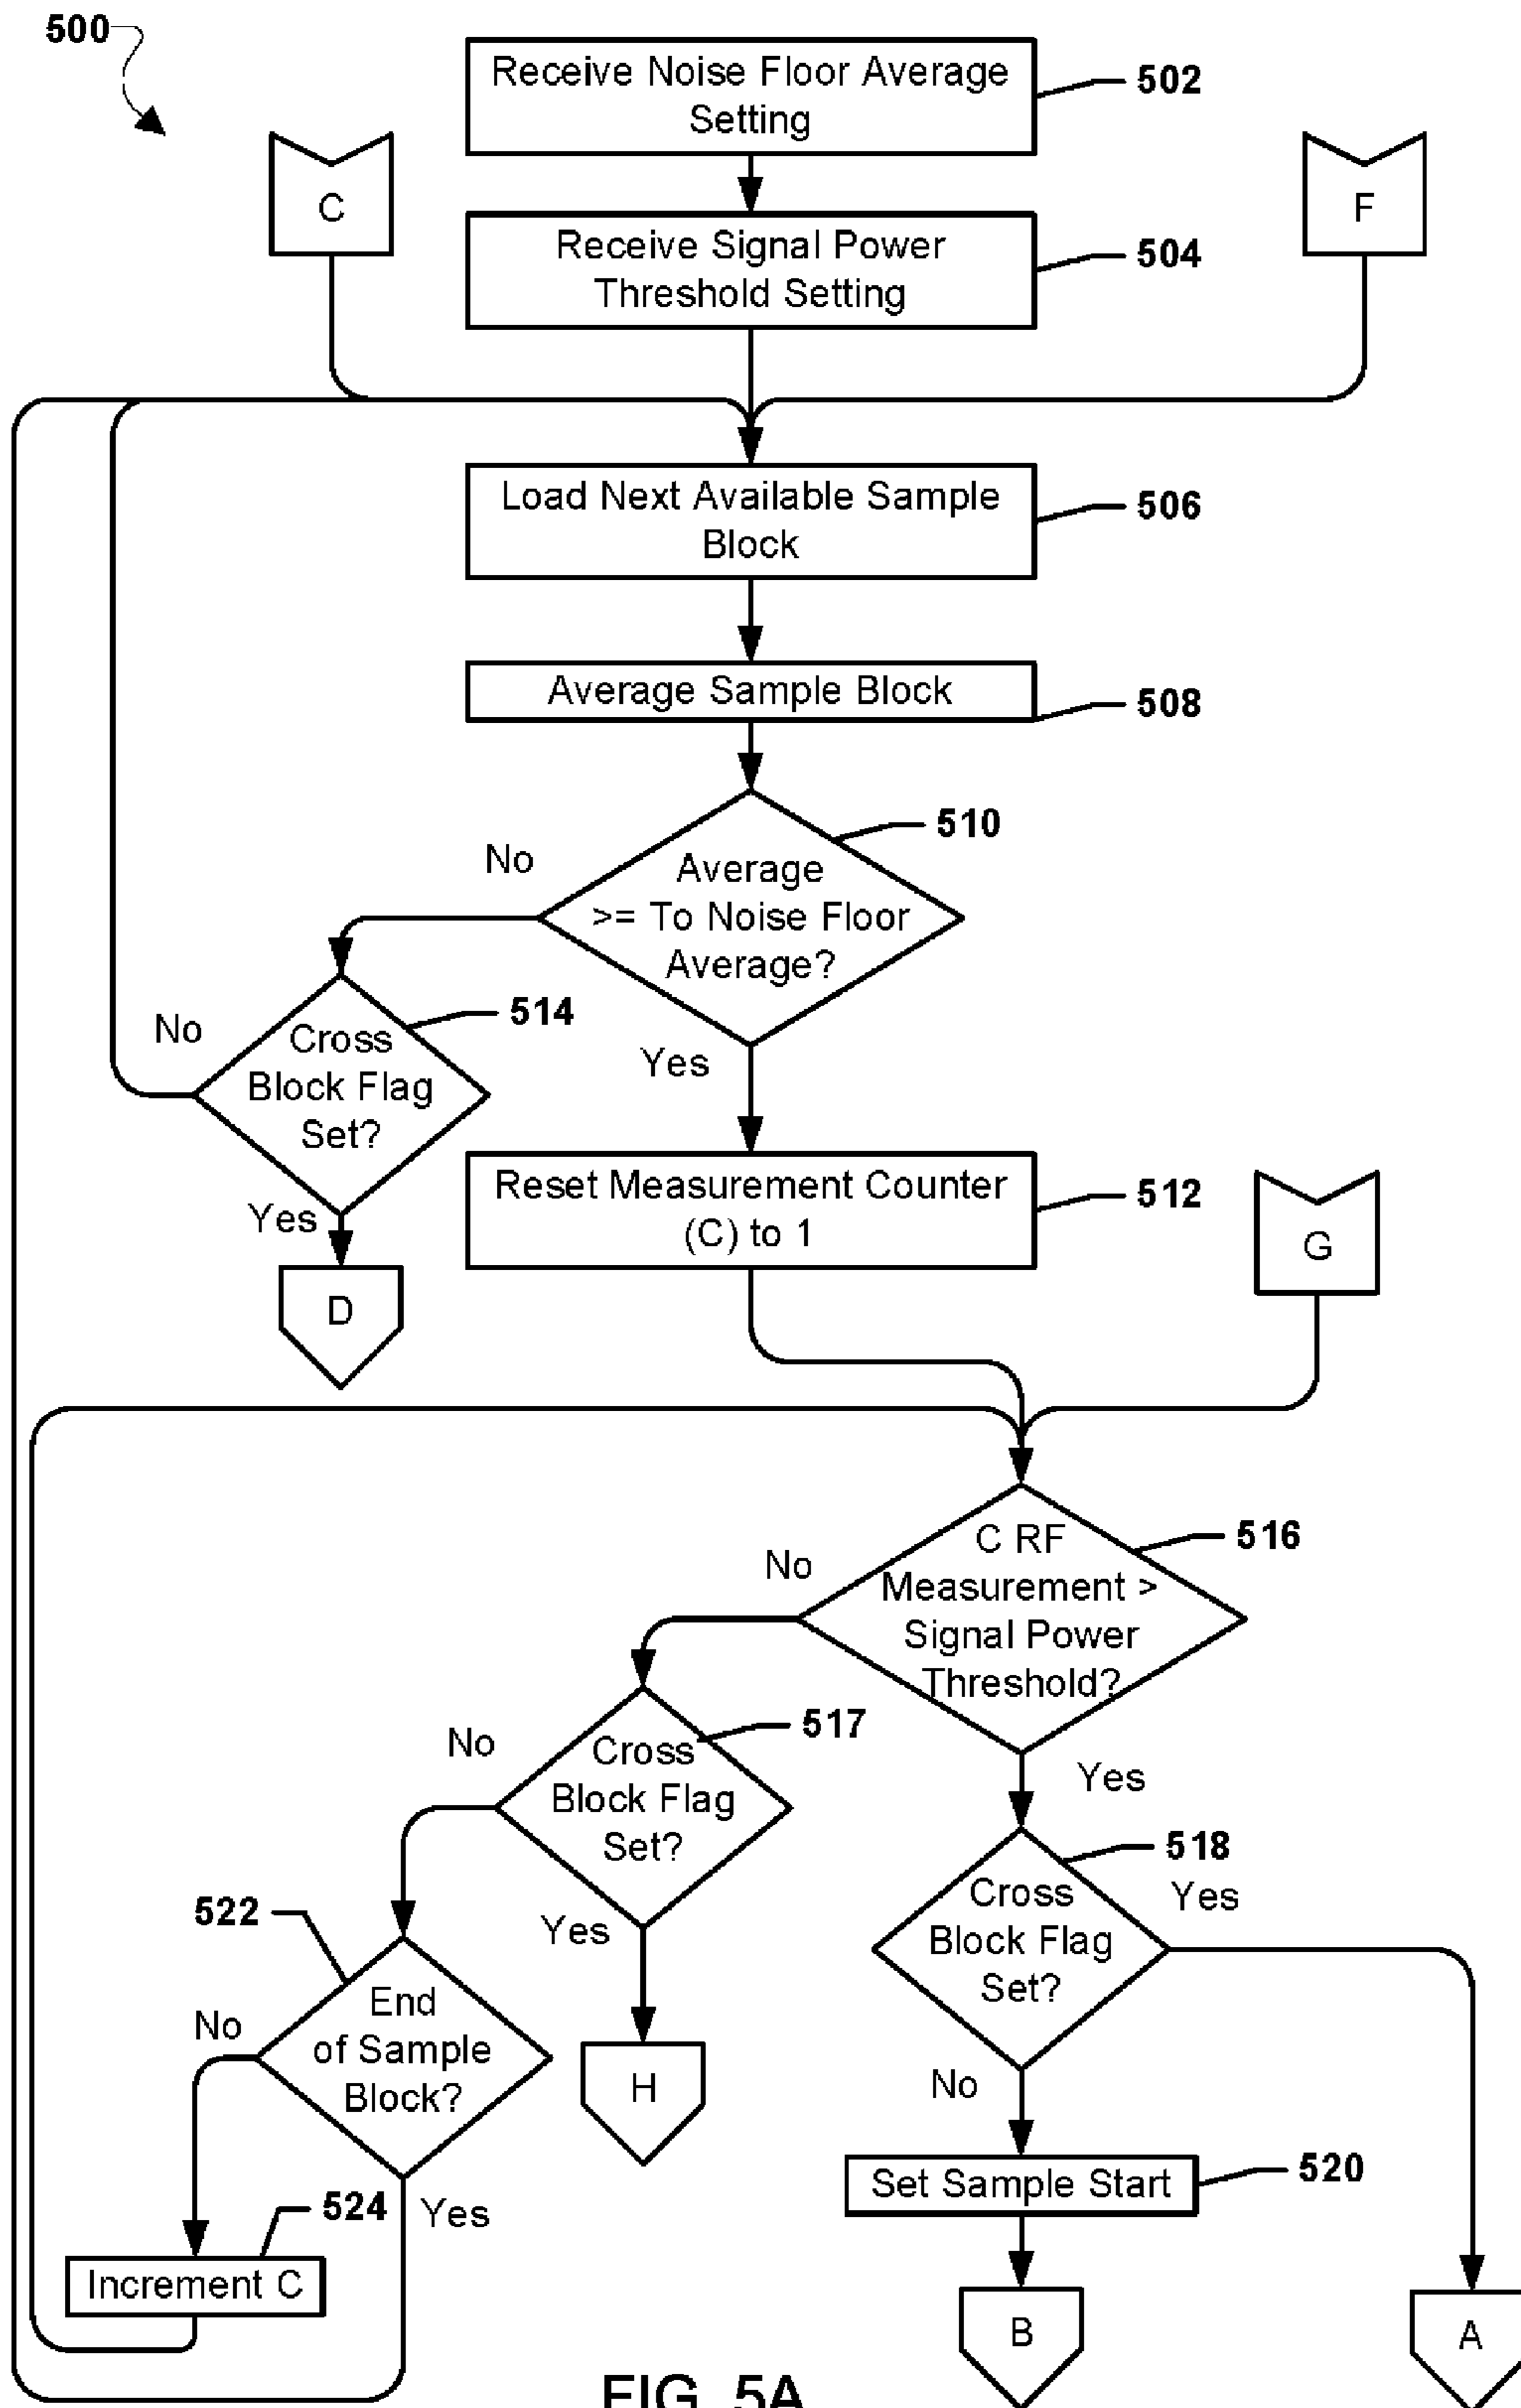 500
Receive Noise Floor Average
Setting
502
C
F
Receive Signal Power
Threshold Setting
504
Load Next Available Sample
Block
506
Average Sample Block
508
510
No
Average
>= To Noise Floor
Average?
514
No
Cross
Block Flag
Set?
Yes
Yes
Reset Measurement Counter
(C) to 1
512
G
D
516
No
C RF
Measurement >
Signal Power
Threshold?
517
No
Cross
Block Flag
Set?
Yes
Yes
518
Cross
Block Flag
Set?
Yes
522
End
of Sample
Block?
No
H
No
Set Sample Start
520
524
Yes
Increment C
B
A
FIG. 5A